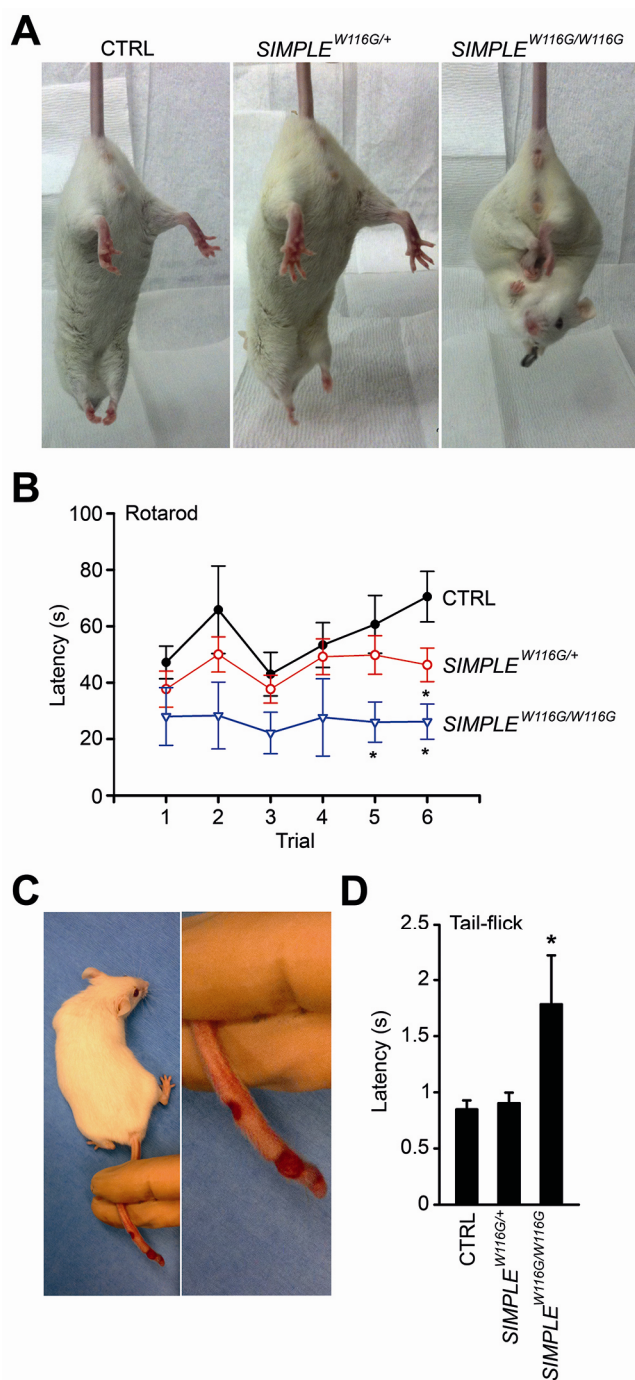 A
CTRL SIMPLE^W116G/+ SIMPLE^W116G/W116G
B
Rotarod
100
80
60
40
20
0
Latency (s)
1 2 3 4 5 6
Trial
CTRL
SIMPLE^W116G/+
*
SIMPLE^W116G/W116G
* *
C
D
Tail-flick
2.5
2
1.5
1
0.5
0
Latency (s)
*
CTRL
SIMPLE^W116G/+
SIMPLE^W116G/W116G